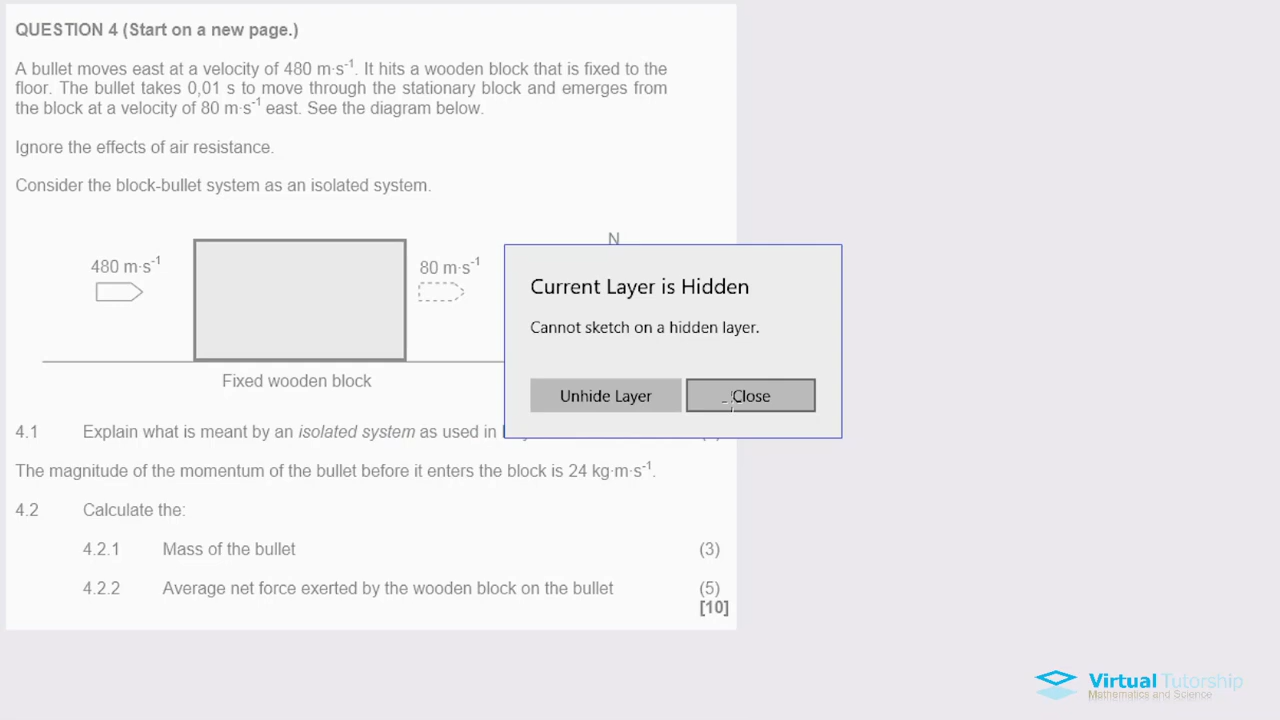 QUESTION 4 (Start on a new page.)
A bullet moves east at a velocity of 480 m·s⁻¹. It hits a wooden block that is fixed to the
floor. The bullet takes 0,01 s to move through the stationary block and emerges from
the block at a velocity of 80 m·s⁻¹ east. See the diagram below.
Ignore the effects of air resistance.
Consider the block-bullet system as an isolated system.
N
480 m·s⁻¹
80 m·s⁻¹
Fixed wooden block
Current Layer is Hidden
Cannot sketch on a hidden layer.
Unhide Layer
Close
4.1 Explain what is meant by an isolated system as used in
The magnitude of the momentum of the bullet before it enters the block is 24 kg·m·s⁻¹.
4.2 Calculate the:
4.2.1 Mass of the bullet (3)
4.2.2 Average net force exerted by the wooden block on the bullet (5)
[10]
Virtual Tutorship
Mathematics and Science